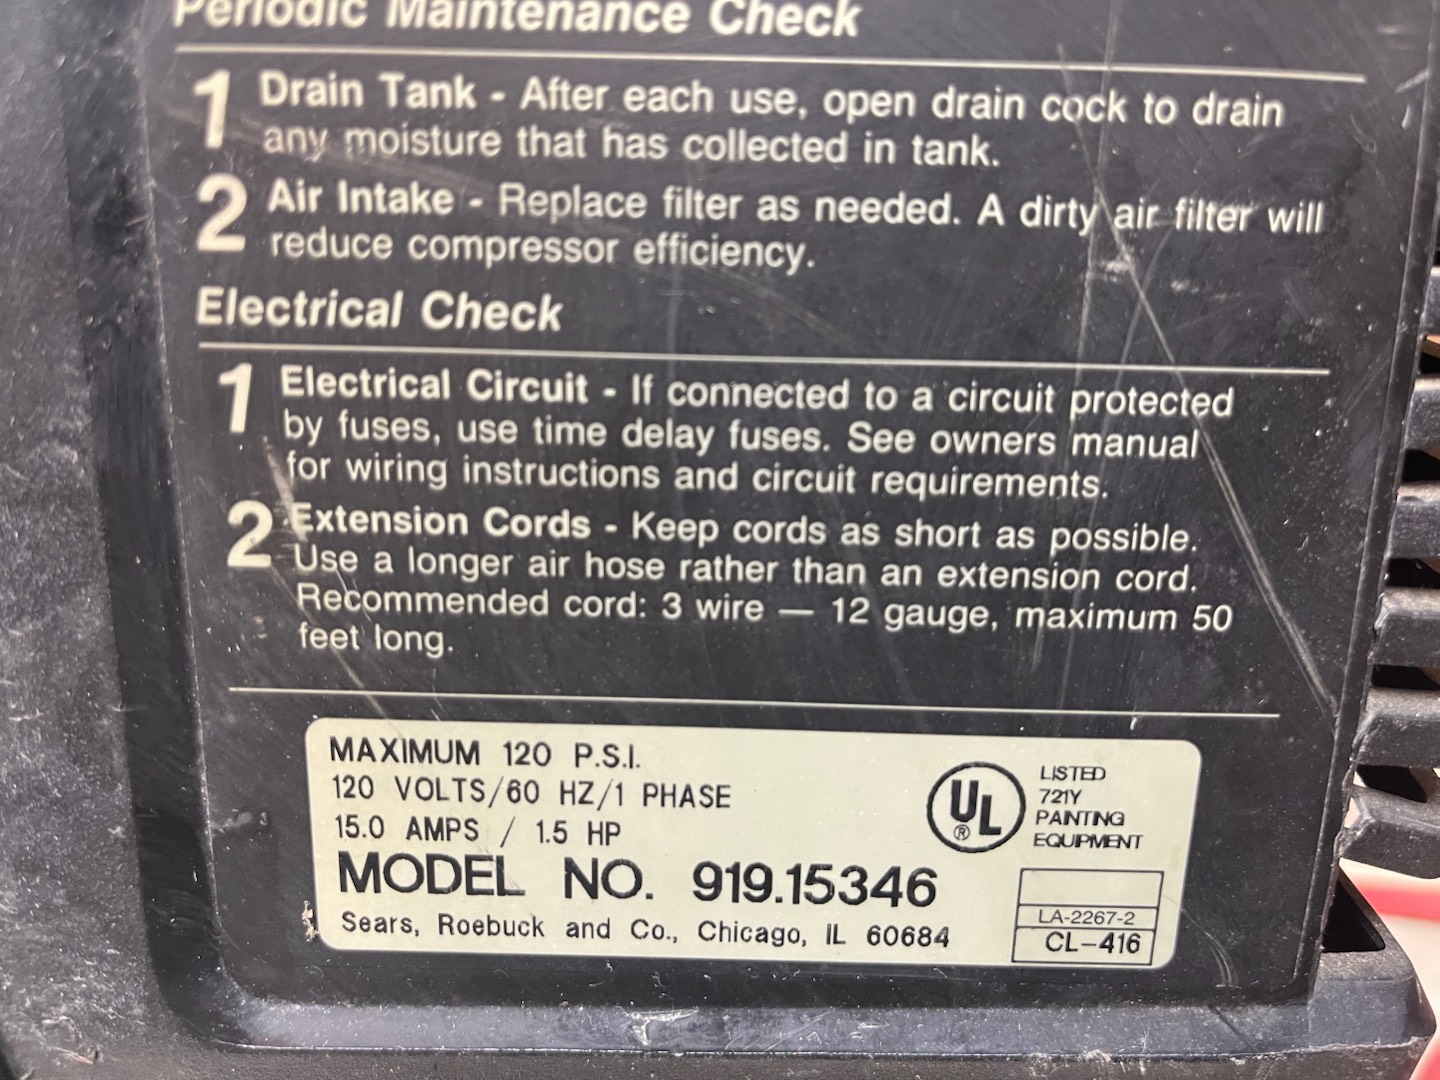 Periodic Maintenance Check
1 Drain Tank - After each use, open drain cock to drain
any moisture that has collected in tank.
2 Air Intake - Replace filter as needed. A dirty air filter will
reduce compressor efficiency.
Electrical Check
1 Electrical Circuit - If connected to a circuit protected
by fuses, use time delay fuses. See owners manual
for wiring instructions and circuit requirements.
2 Extension Cords - Keep cords as short as possible.
Use a longer air hose rather than an extension cord.
Recommended cord: 3 wire — 12 gauge, maximum 50
feet long.
MAXIMUM 120 P.S.I.
120 VOLTS/60 HZ/1 PHASE
15.0 AMPS / 1.5 HP
MODEL NO. 919.15346
Sears, Roebuck and Co., Chicago, IL 60684
UL ®
LISTED
721Y
PAINTING
EQUIPMENT
LA-2267-2
CL-416